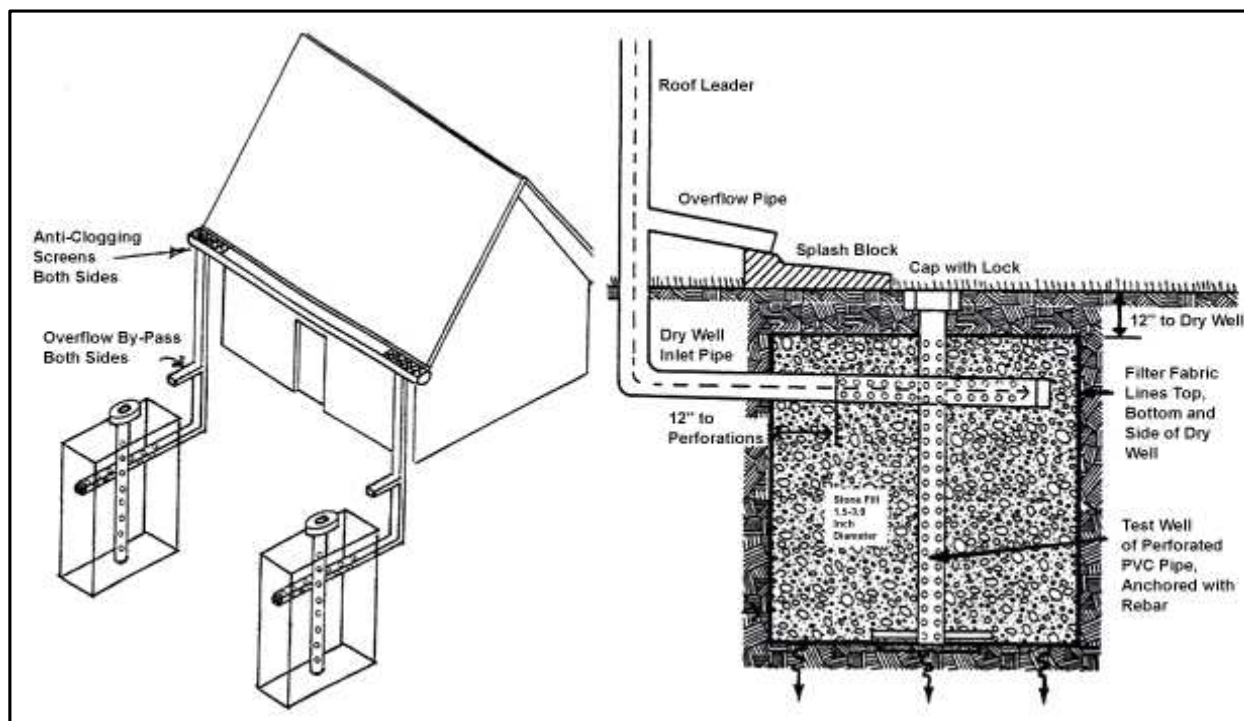 Anti-Clogging
Screens
Both Sides
Overflow By-Pass
Both Sides
Roof Leader
Overflow Pipe
Splash Block
Cap with Lock
12" to Dry Well
Dry Well
Inlet Pipe
12" to
Perforations
Filter Fabric
Lines Top,
Bottom and
Side of Dry
Well
Stone Fill
1.5-3.0
Inch
Diameter
Test Well
of Perforated
PVC Pipe,
Anchored with
Rebar